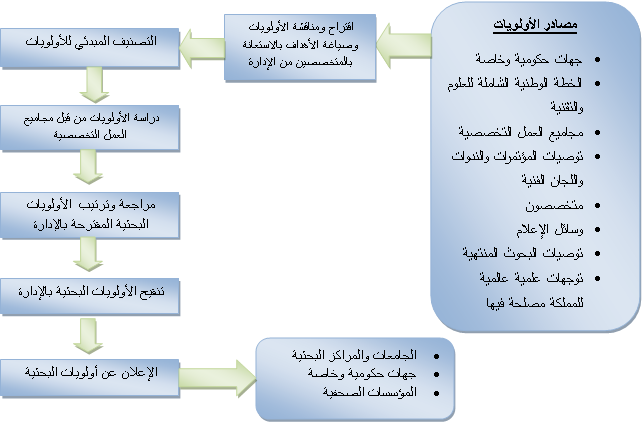 مصادر الأولويات
• جهات حكومية وخاصة
• الخطة الوطنية الشاملة للعلوم
والتقنية
• مجاميع العمل التخصصية
• توصيات المؤتمرات والندوات
واللجان الفنية
• متخصصون
• وسائل الإعلام
• توصيات البحوث المنتهية
• توجهات علمية عالمية
للمملكة مصلحة فيها
اقتراح ومناقشة الأولويات
وصياغة الأهداف بالاستعانة
بالمتخصصين من الإدارة
التصنيف المبدئي للأولويات
دراسة الأولويات من قبل مجاميع
العمل التخصصية
مراجعة وترتيب الأولويات
البحثية المقترحة بالإدارة
تنقيح الأولويات البحثية بالإدارة
الإعلان عن أولويات البحثية
• الجامعات والمراكز البحثية
• جهات حكومية وخاصة
• المؤسسات الصحفية